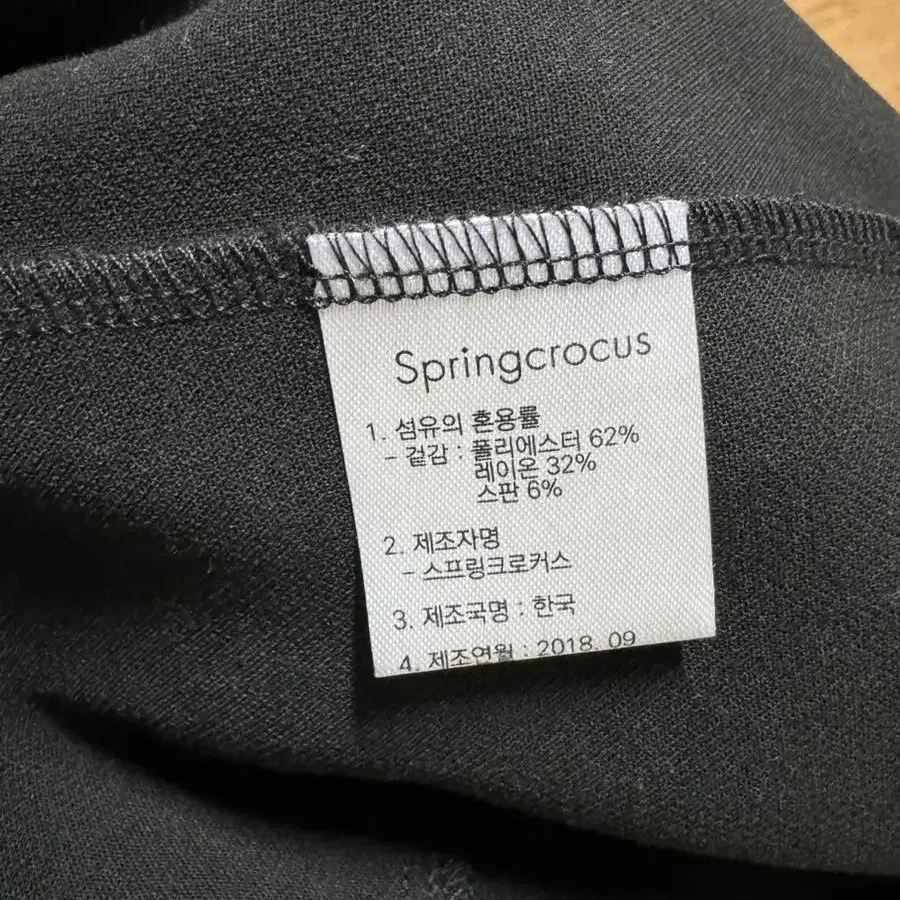 Springcrocus
1. 섬유의 혼용률
- 겉감 : 폴리에스터 62%
레이온 32%
스판 6%
2. 제조자명
- 스프링크로커스
3. 제조국명 : 한국
4. 제조연월 : 2018. 09